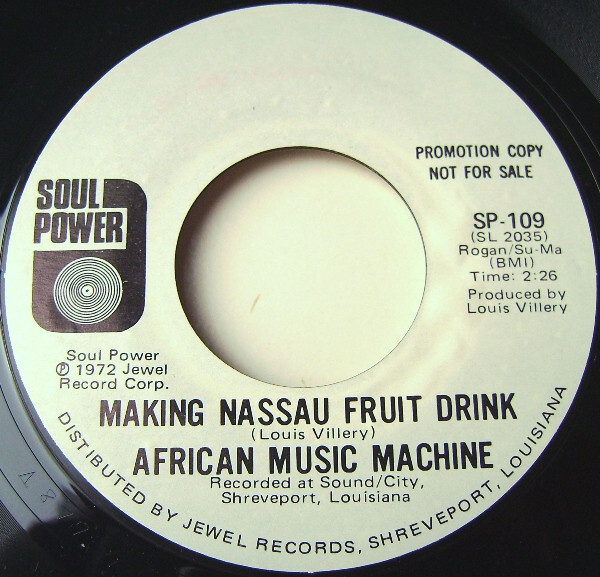 PROMOTION COPY
NOT FOR SALE
SOUL
POWER
SP-109
(SL 2035)
Rogan/Su-Ma
(BMI)
Time: 2:26
Produced by
Louis Villery
Soul Power
Ⓟ 1972 Jewel
Record Corp.
MAKING NASSAU FRUIT DRINK
(Louis Villery)
AFRICAN MUSIC MACHINE
Recorded at Sound/City,
Shreveport, Louisiana
DISTRIBUTED BY JEWEL RECORDS, SHREVEPORT, LOUISIANA